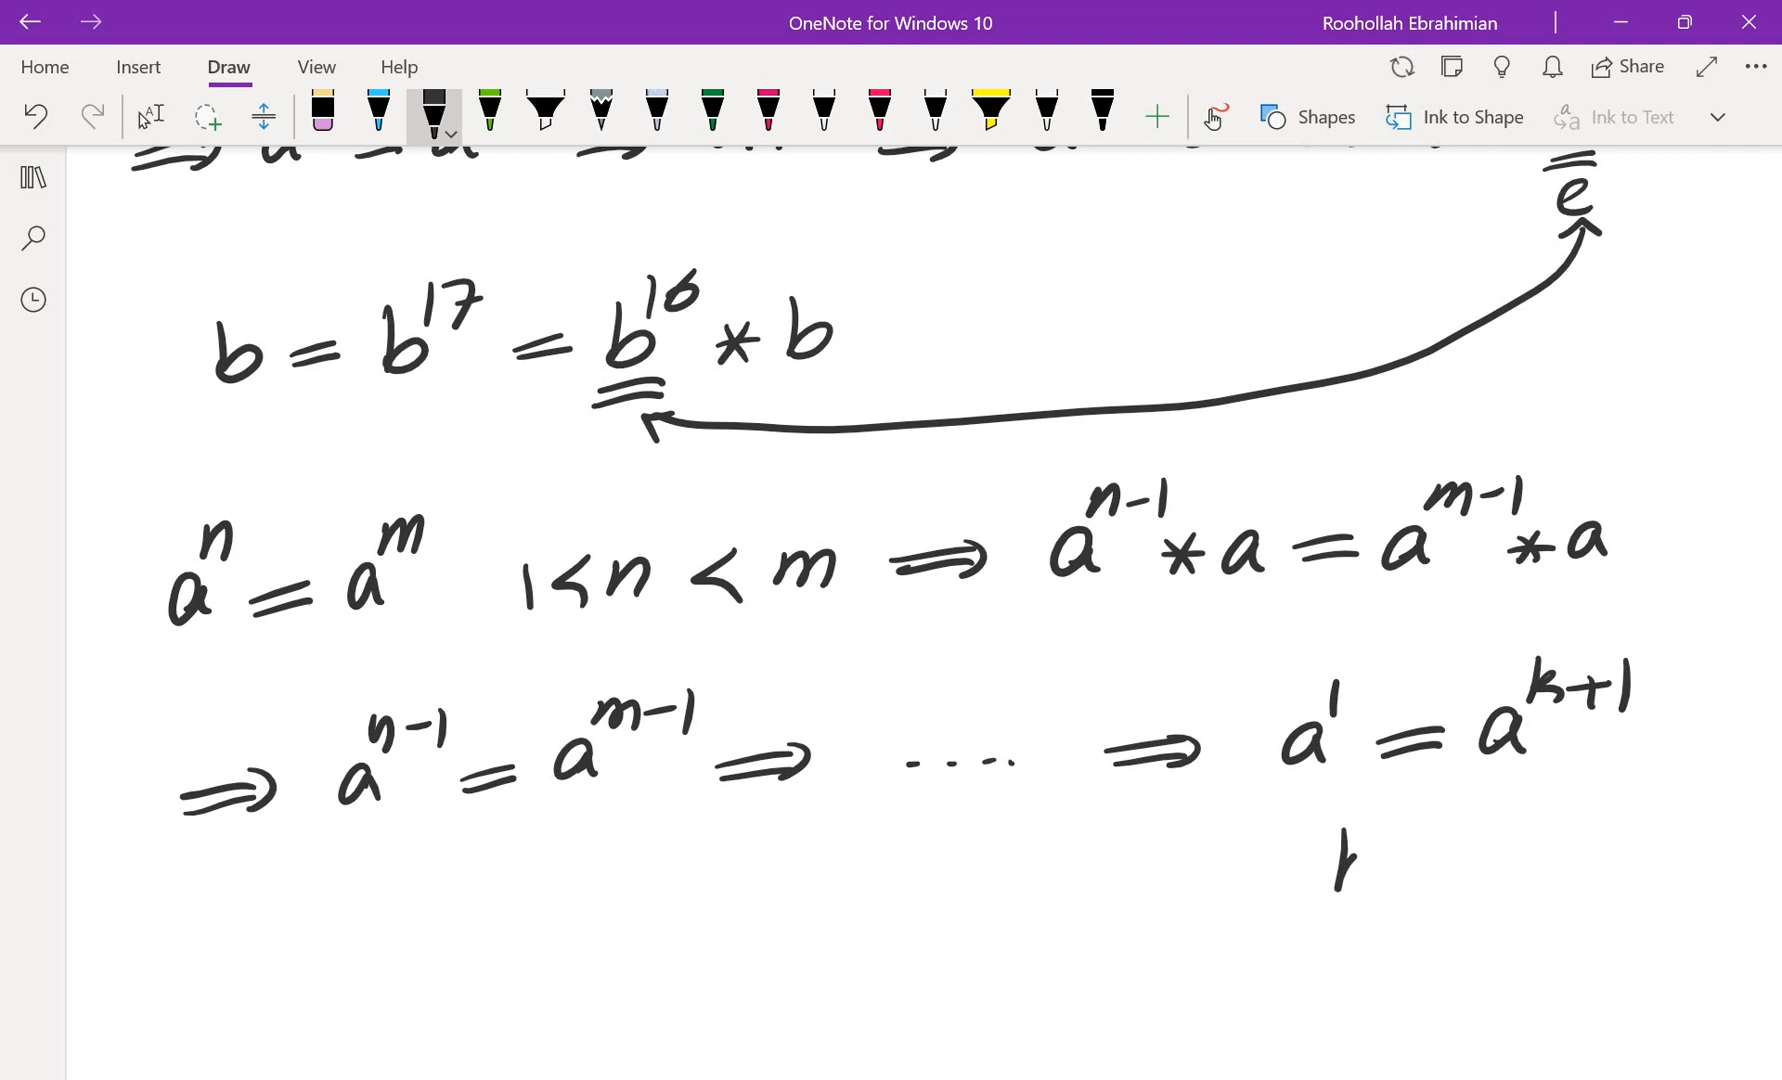 OneNote for Windows 10
Roohollah Ebrahimian
Home Insert Draw View Help Share
Shapes Ink to Shape Ink to Text
e
b = b^17 = b^16 * b
a^n = a^m 1 < n < m ⟹ a^(n-1) * a = a^(m-1) * a
⟹ a^(n-1) = a^(m-1) ⟹ .... ⟹ a^1 = a^(k+1)